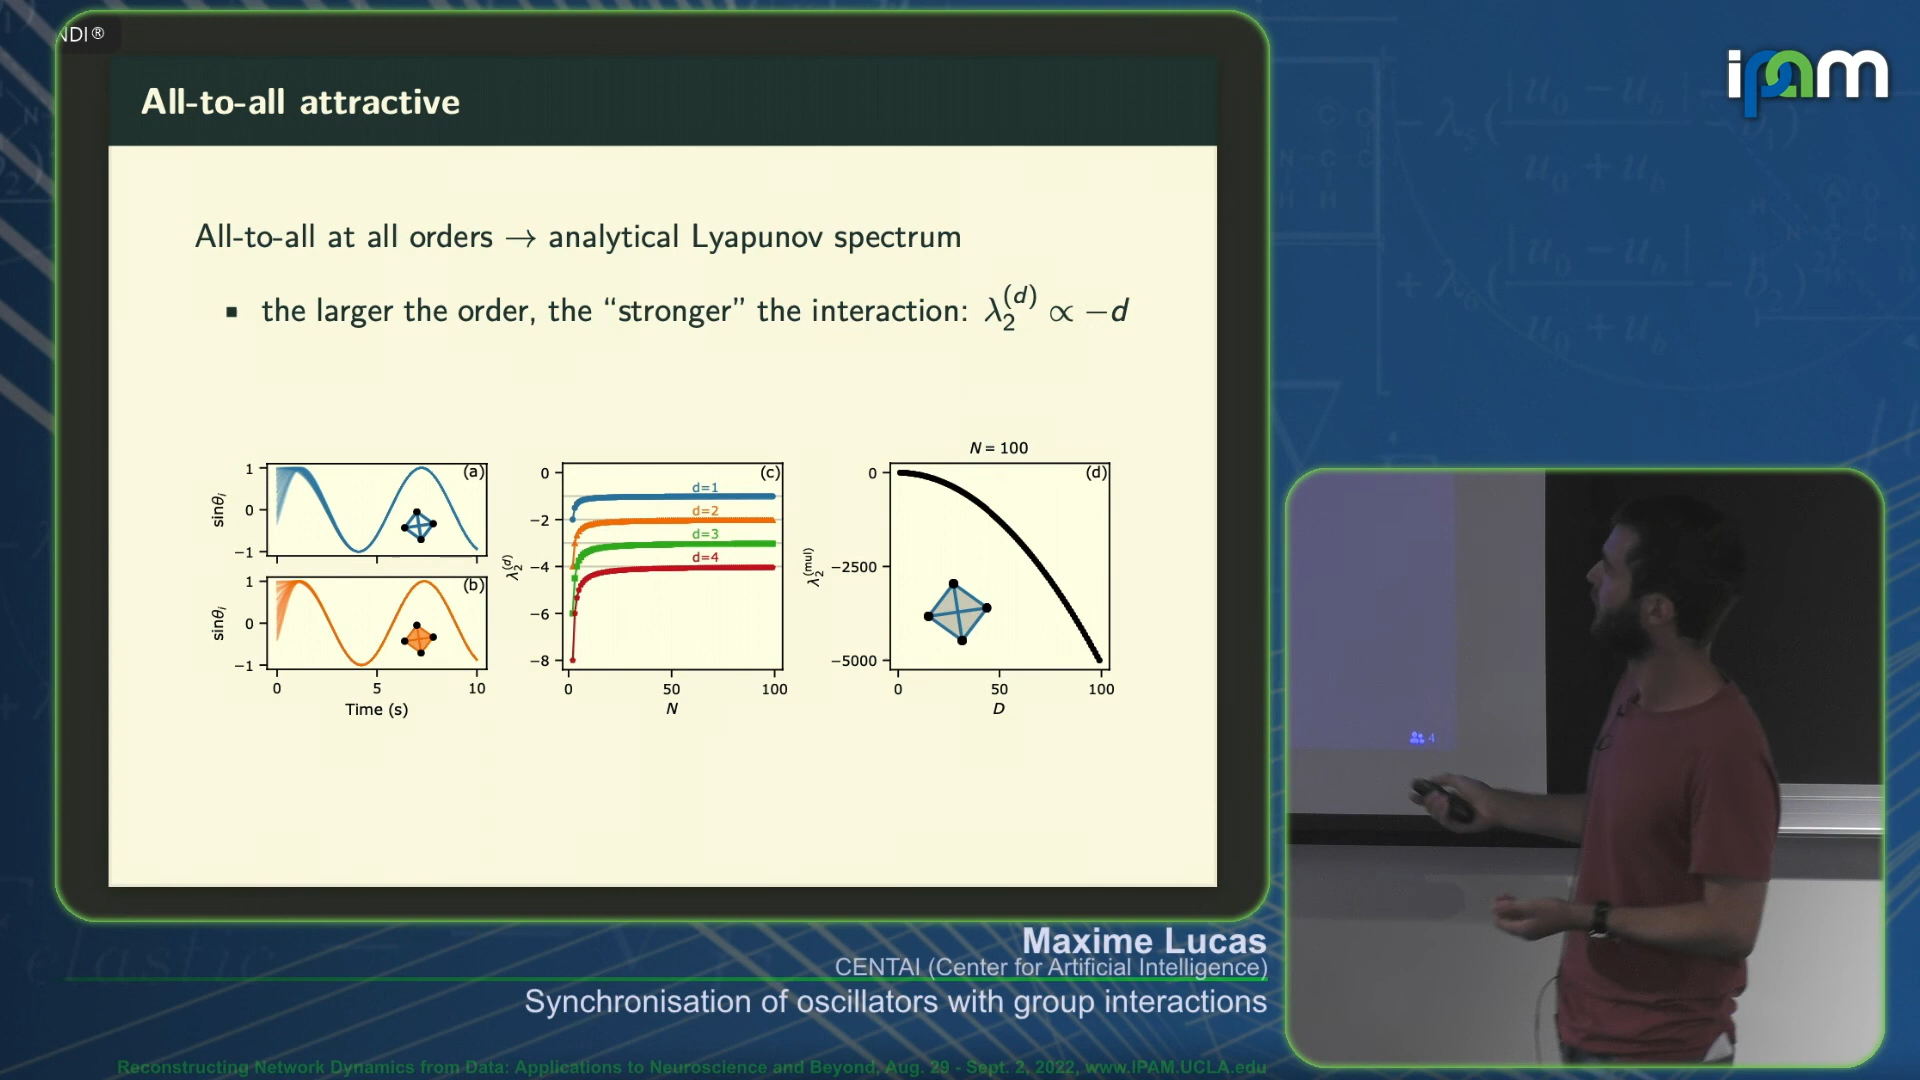 NDI®
ipam
All-to-all attractive
All-to-all at all orders → analytical Lyapunov spectrum
▪ the larger the order, the “stronger” the interaction: λ₂⁽ᵈ⁾ ∝ −d
(a)
sinθᵢ
1
0
−1
(b)
sinθᵢ
1
0
−1
0 5 10
Time (s)
(c)
λ₂⁽ᵈ⁾
0
−2
−4
−6
−8
d=1
d=2
d=3
d=4
0 50 100
N
N = 100
(d)
λ₂⁽ᵐᵘˡ⁾
0
−2500
−5000
0 50 100
D
4
Maxime Lucas
CENTAI (Center for Artificial Intelligence)
Synchronisation of oscillators with group interactions
Reconstructing Network Dynamics from Data: Applications to Neuroscience and Beyond, Aug. 29 - Sept. 2, 2022, www.IPAM.UCLA.edu